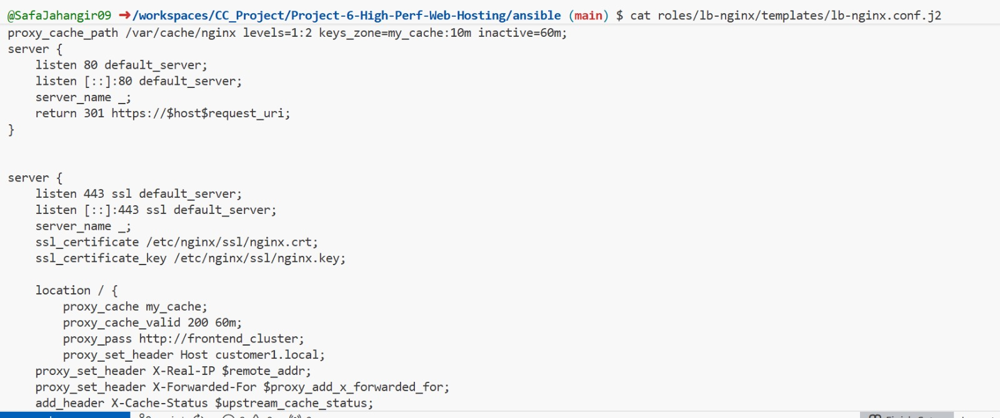 @SafaJahangir09 ➜/workspaces/CC_Project/Project-6-High-Perf-Web-Hosting/ansible (main) $ cat roles/lb-nginx/templates/lb-nginx.conf.j2
proxy_cache_path /var/cache/nginx levels=1:2 keys_zone=my_cache:10m inactive=60m;
server {
    listen 80 default_server;
    listen [::]:80 default_server;
    server_name _;
    return 301 https://$host$request_uri;
}
server {
    listen 443 ssl default_server;
    listen [::]:443 ssl default_server;
    server_name _;
    ssl_certificate /etc/nginx/ssl/nginx.crt;
    ssl_certificate_key /etc/nginx/ssl/nginx.key;
    location / {
        proxy_cache my_cache;
        proxy_cache_valid 200 60m;
        proxy_pass http://frontend_cluster;
        proxy_set_header Host customer1.local;
    proxy_set_header X-Real-IP $remote_addr;
    proxy_set_header X-Forwarded-For $proxy_add_x_forwarded_for;
    add_header X-Cache-Status $upstream_cache_status;